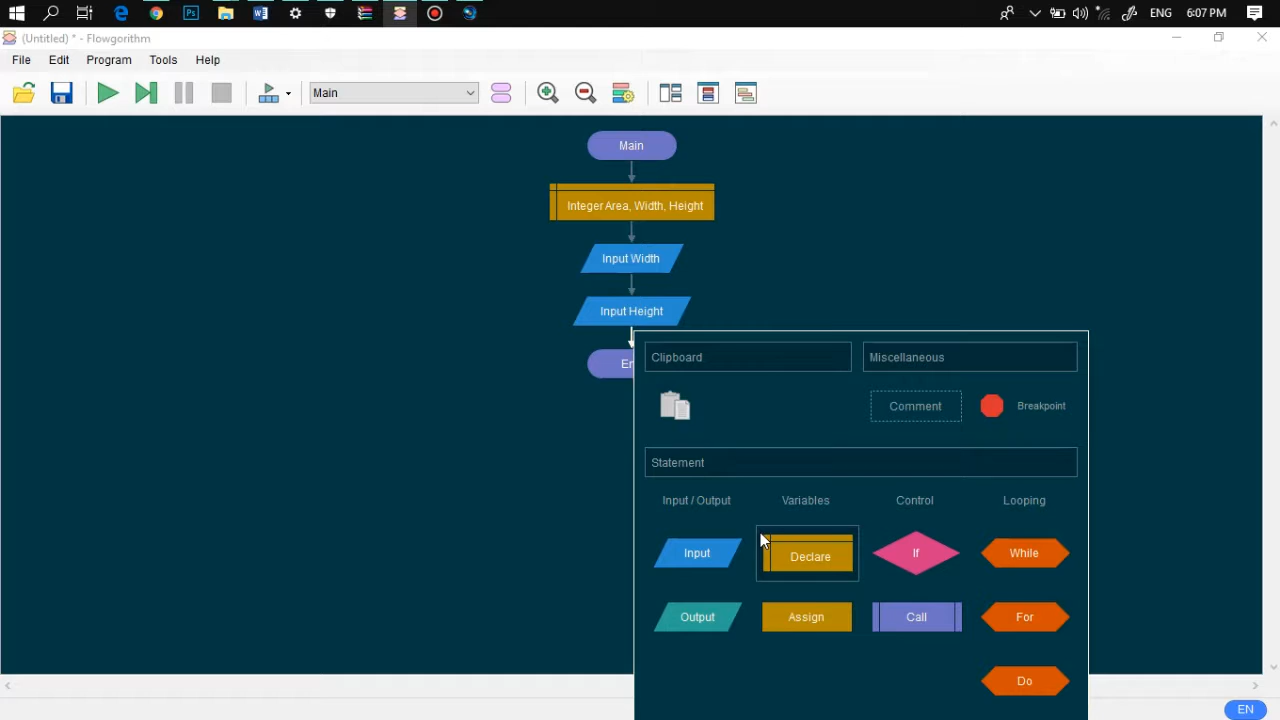 ENG
6:07 PM
(Untitled) * - Flowgorithm
File Edit Program Tools Help
Main
Main
Integer Area, Width, Height
Input Width
Input Height
Clipboard
Miscellaneous
Comment
Breakpoint
Statement
Input / Output Variables Control Looping
Input Declare If While
Output Assign Call For
Do
EN